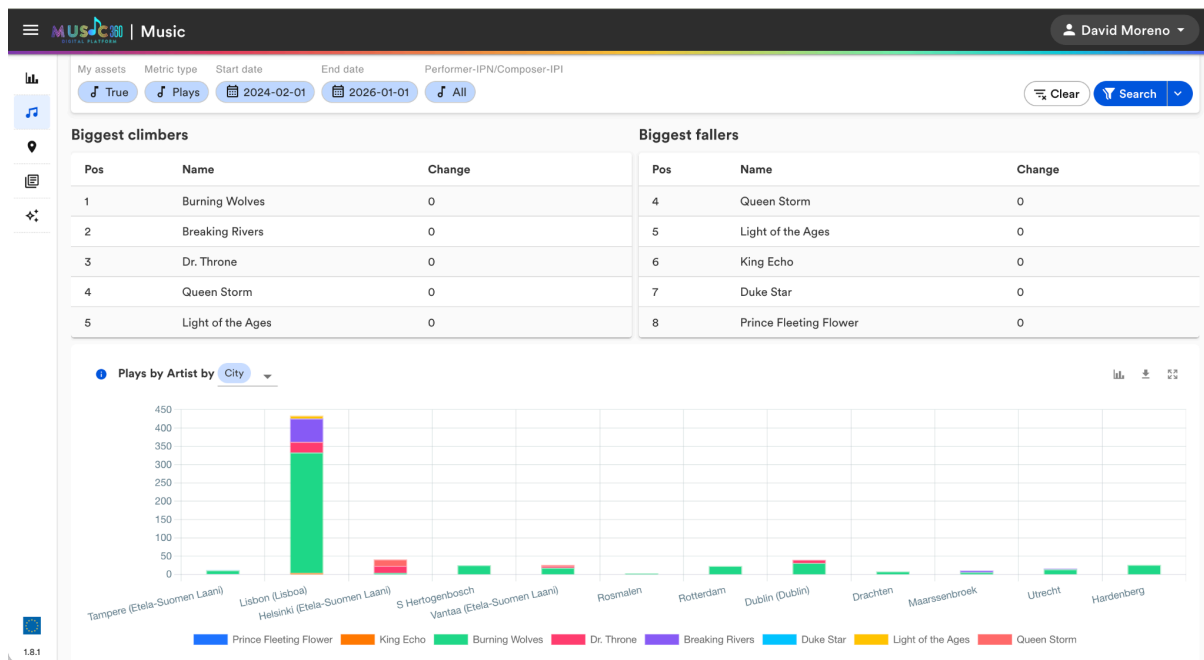 MUSIC360 | Music
DIGITAL PLATFORM
David Moreno
My assets Metric type Start date End date Performer-IPN/Composer-IPI
True Plays 2024-02-01 2026-01-01 All Clear Search
Biggest climbers
Pos Name Change
1 Burning Wolves 0
2 Breaking Rivers 0
3 Dr. Throne 0
4 Queen Storm 0
5 Light of the Ages 0
Biggest fallers
Pos Name Change
4 Queen Storm 0
5 Light of the Ages 0
6 King Echo 0
7 Duke Star 0
8 Prince Fleeting Flower 0
Plays by Artist by City
450
400
350
300
250
200
150
100
50
0
Tampere (Etela-Suomen Laani)
Lisbon (Lisboa)
Helsinki (Etela-Suomen Laani)
S Hertogenbosch
Vantaa (Etela-Suomen Laani)
Rosmalen
Rotterdam
Dublin (Dublin)
Drachten
Maarssenbroek
Utrecht
Hardenberg
Prince Fleeting Flower King Echo Burning Wolves Dr. Throne Breaking Rivers Duke Star Light of the Ages Queen Storm
1.8.1